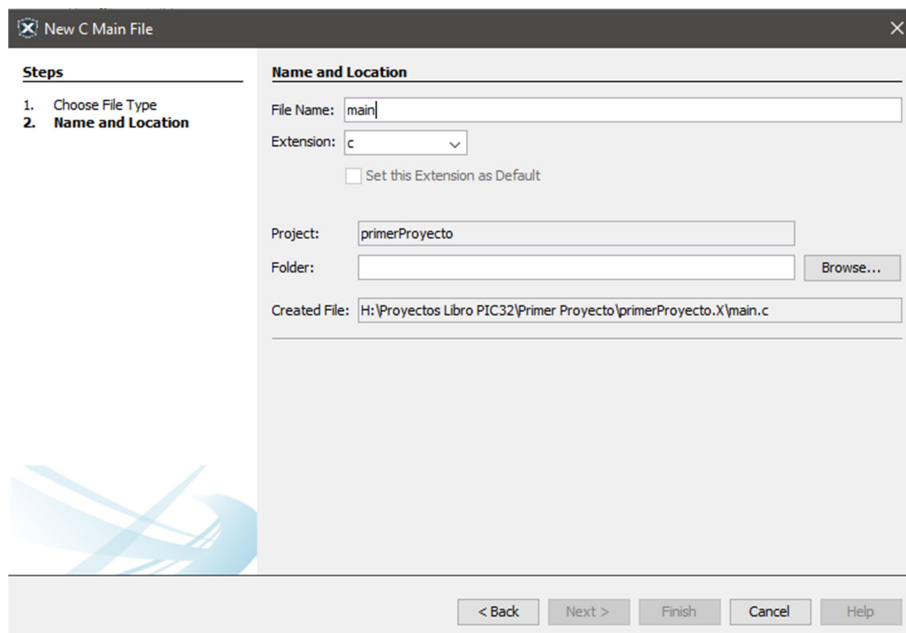 New C Main File
Steps
1. Choose File Type
2. Name and Location
Name and Location
File Name: main
Extension: c
Set this Extension as Default
Project: primerProyecto
Folder:
Browse...
Created File: H:\Proyectos Libro PIC32\Primer Proyecto\primerProyecto.X\main.c
< Back
Next >
Finish
Cancel
Help